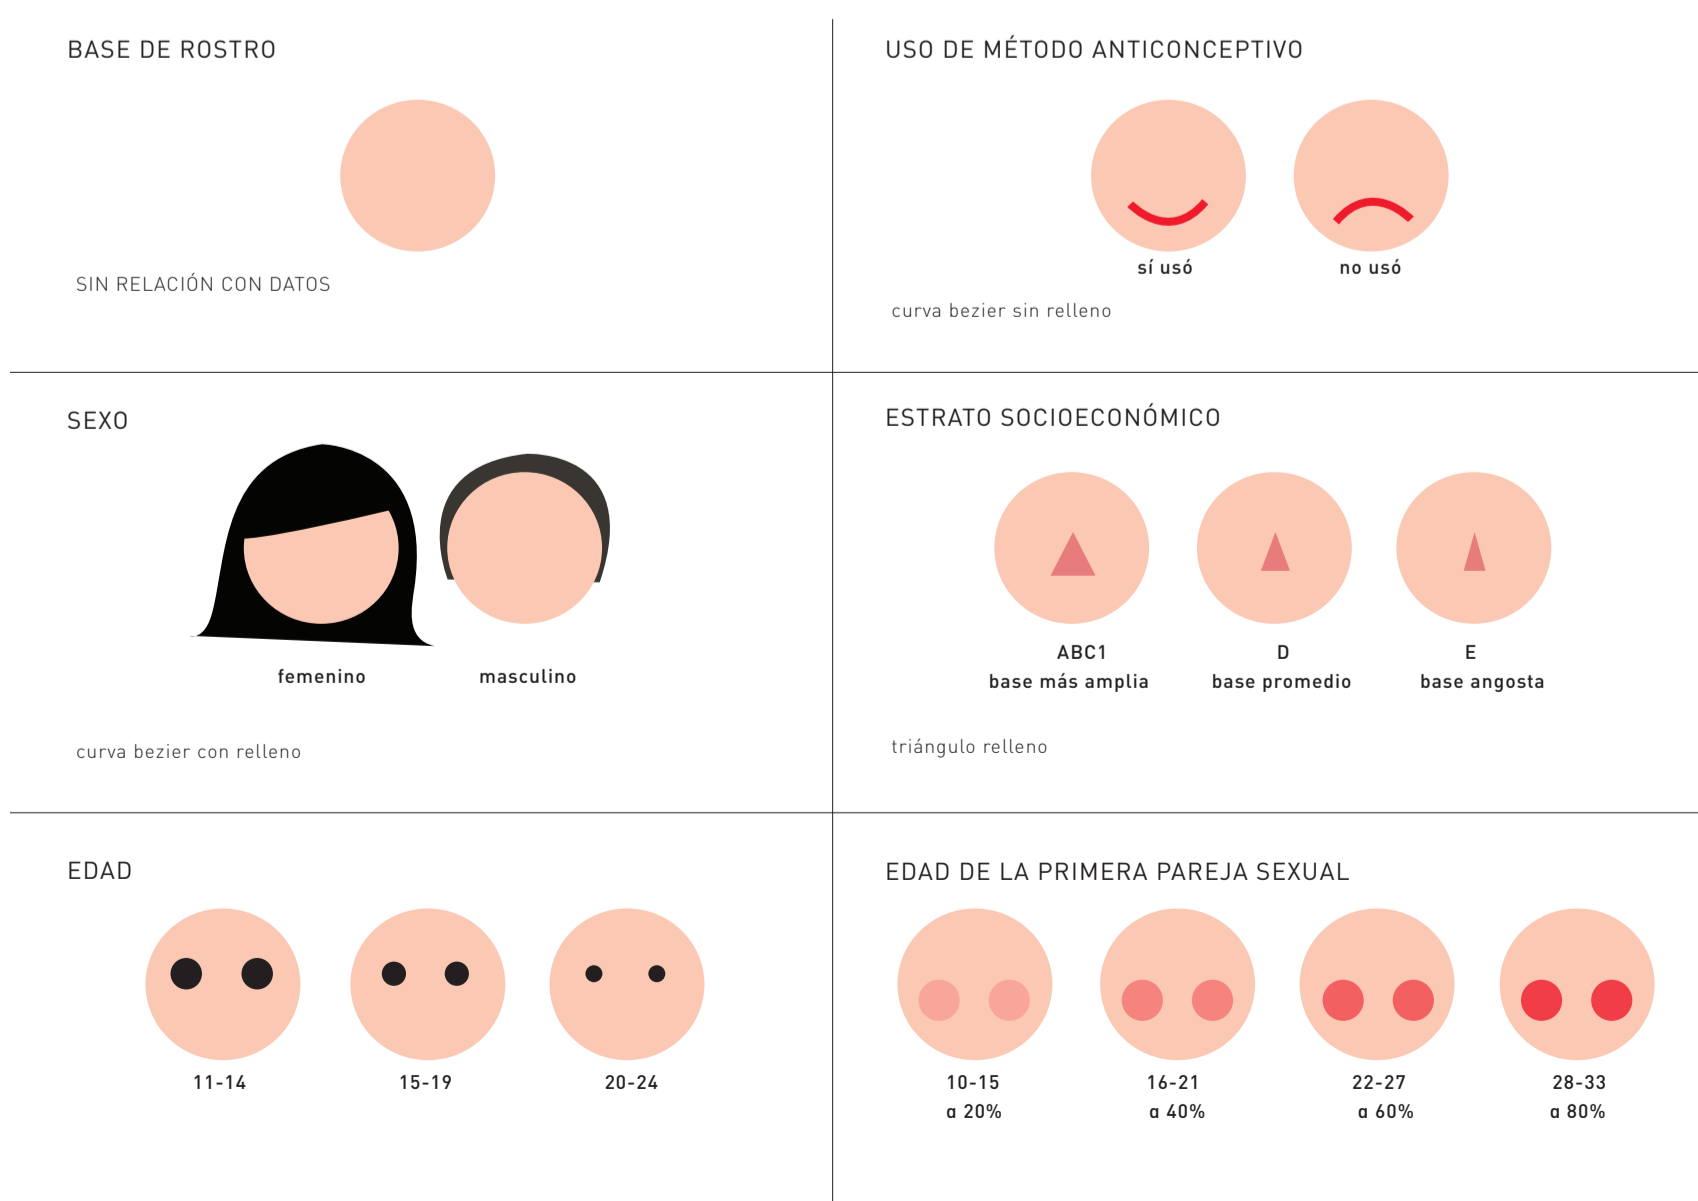 BASE DE ROSTRO
SIN RELACIÓN CON DATOS
USO DE MÉTODO ANTICONCEPTIVO
sí usó no usó
curva bezier sin relleno
SEXO
femenino masculino
curva bezier con relleno
ESTRATO SOCIOECONÓMICO
ABC1 D E
base más amplia base promedio base angosta
triángulo relleno
EDAD
11-14 15-19 20-24
EDAD DE LA PRIMERA PAREJA SEXUAL
10-15 16-21 22-27 28-33
α 20% α 40% α 60% α 80%